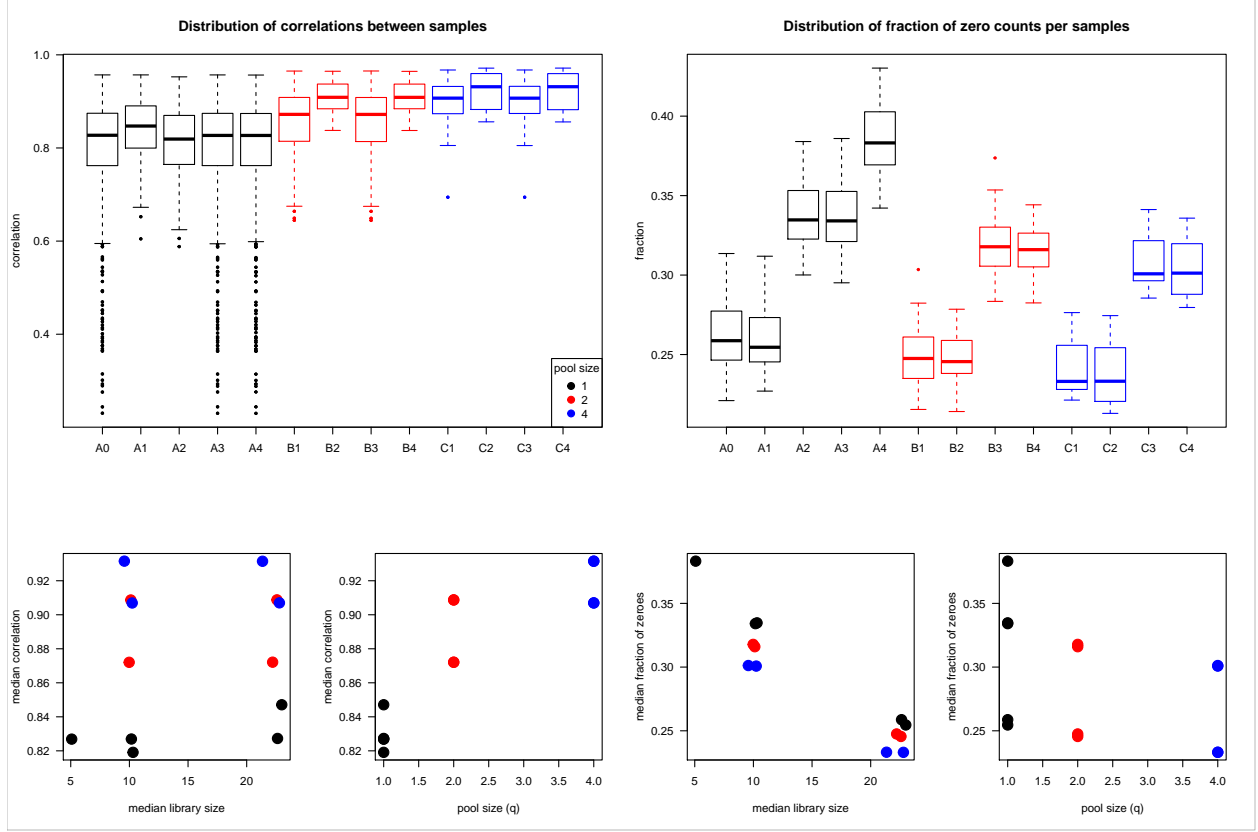 Distribution of correlations between samples
correlation
1.0
0.8
0.6
0.4
pool size
1
2
4
A0 A1 A2 A3 A4 B1 B2 B3 B4 C1 C2 C3 C4
Distribution of fraction of zero counts per samples
fraction
0.40
0.35
0.30
0.25
A0 A1 A2 A3 A4 B1 B2 B3 B4 C1 C2 C3 C4
median correlation
0.92
0.90
0.88
0.86
0.84
0.82
5 10 15 20
median library size
median correlation
0.92
0.90
0.88
0.86
0.84
0.82
1.0 1.5 2.0 2.5 3.0 3.5 4.0
pool size (q)
median fraction of zeroes
0.35
0.30
0.25
5 10 15 20
median library size
median fraction of zeroes
0.35
0.30
0.25
1.0 1.5 2.0 2.5 3.0 3.5 4.0
pool size (q)